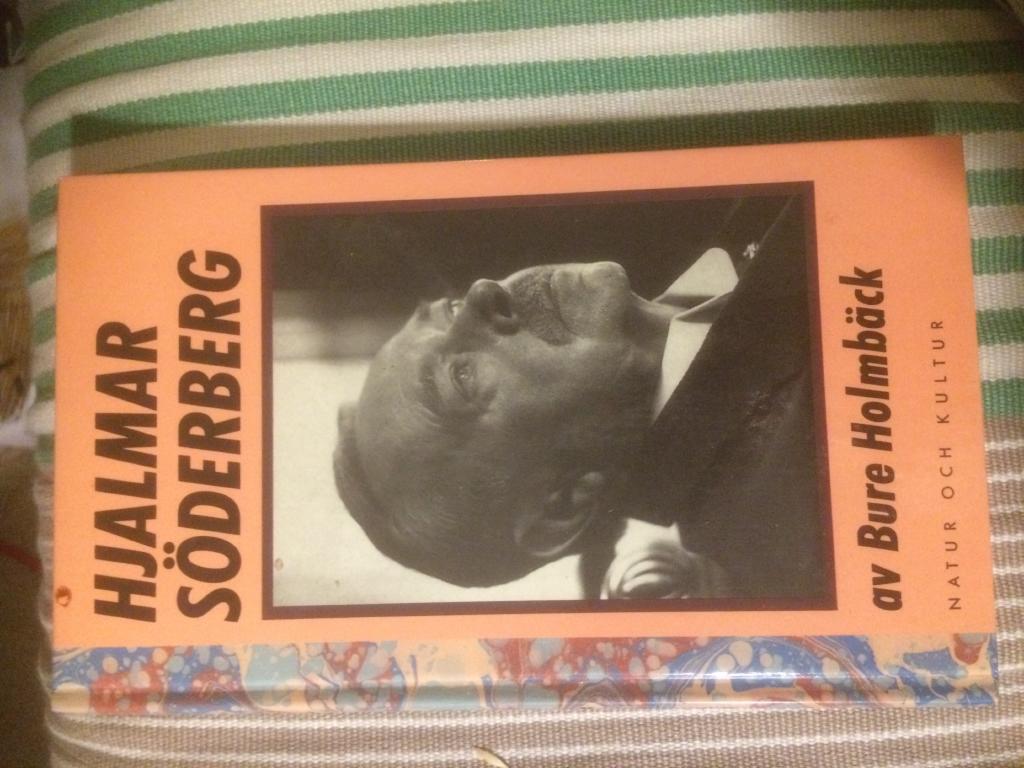 HJALMAR
SÖDERBERG
av Bure Holmbäck
NATUR OCH KULTUR